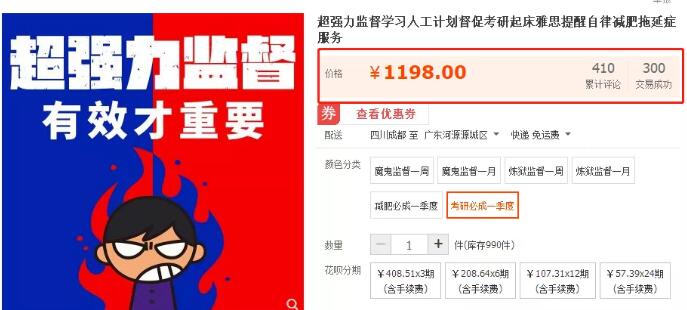 超强力监督
有效才重要
超强力监督学习人工计划督促考研起床雅思提醒自律减肥拖延症
服务
价格 ￥1198.00 410 300
累计评论 交易成功
券 查看优惠券
配送 四川成都 至 广东河源源城区 快递 免运费
颜色分类 魔鬼监督一周 魔鬼监督一月 炼狱监督一周 炼狱监督一月
减肥必成一季度 考研必成一季度
数量 － 1 + 件(库存990件)
花呗分期 ￥408.51x3期 ￥208.64x6期 ￥107.31x12期 ￥57.39x24期
(含手续费) (含手续费) (含手续费) (含手续费)